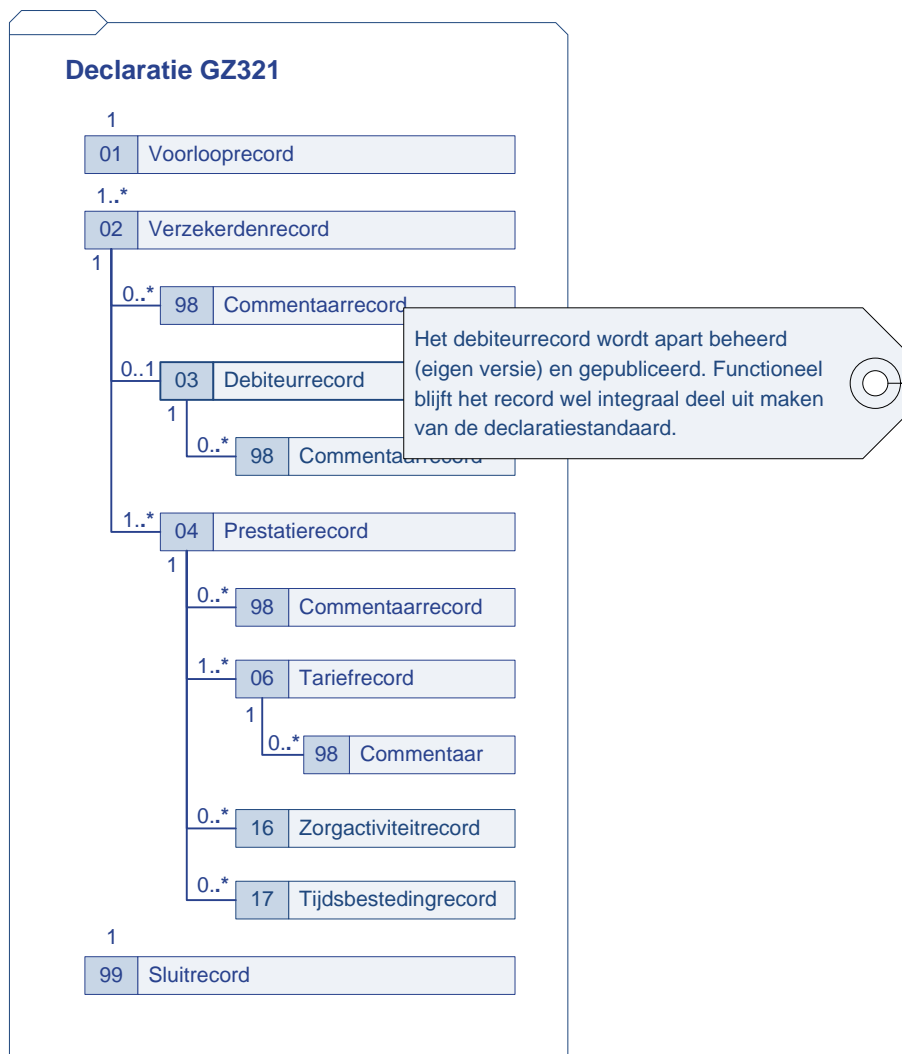 Declaratie GZ321
1
01 Voorlooprecord
1..*
02 Verzekerdenrecord
1
0..* 98 Commentaarrecord
Het debiteurrecord wordt apart beheerd
(eigen versie) en gepubliceerd. Functioneel
blijft het record wel integraal deel uit maken
van de declaratiestandaard.
0..1 03 Debiteurrecord
1
0..* 98 Commentaarrecord
1..* 04 Prestatierecord
1
0..* 98 Commentaarrecord
1..* 06 Tariefrecord
1
0..* 98 Commentaar
0..* 16 Zorgactiviteitrecord
0..* 17 Tijdsbestedingrecord
1
99 Sluitrecord